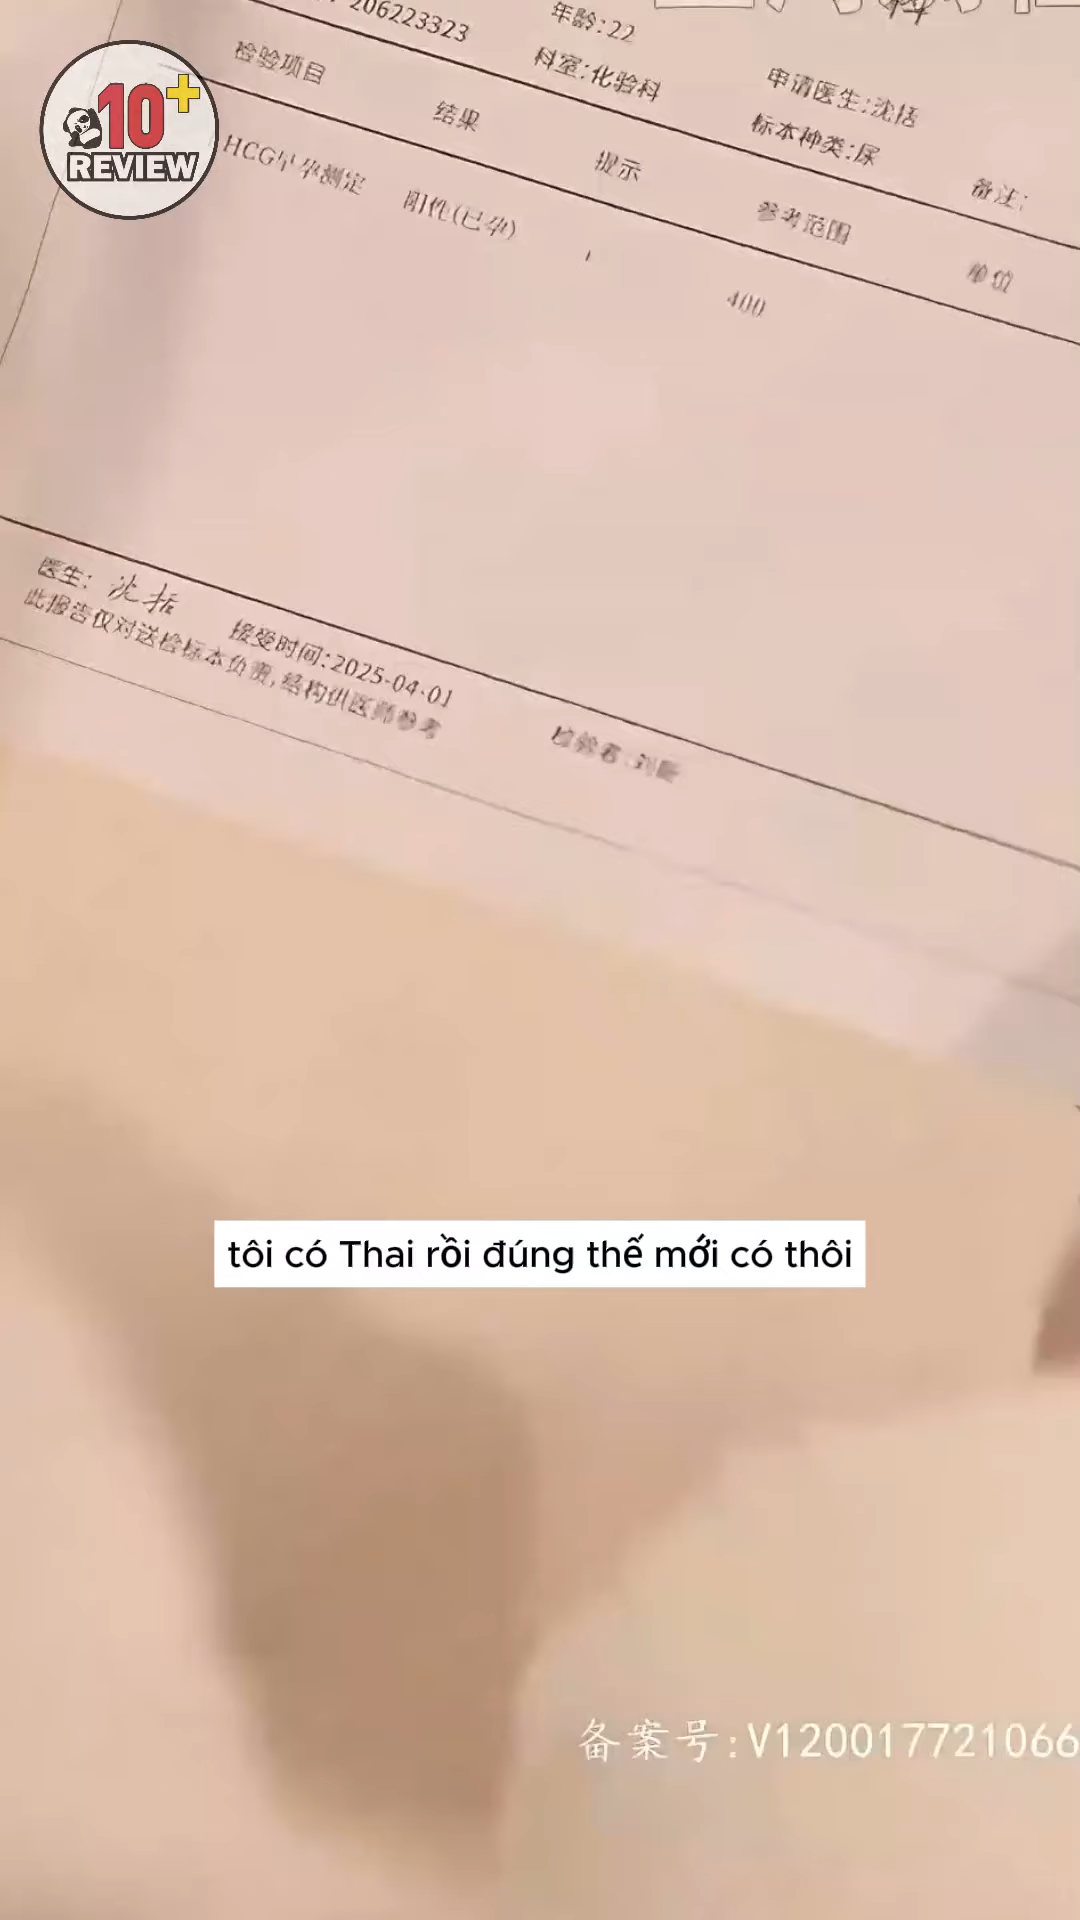 206223323
年龄:22
科室:化验科
申请医生:沈括
标本种类:尿
备注:
检验项目
结果
提示
参考范围
单位
HCG早孕测定
阳性(已孕)
400
医生: 沈括
接受时间:2025-04-01
此报告仅对送检标本负责,结构供医师参考
检验者:刘
10+
REVIEW
tôi có Thai rồi đúng thế mới có thôi
备案号:V120017721066